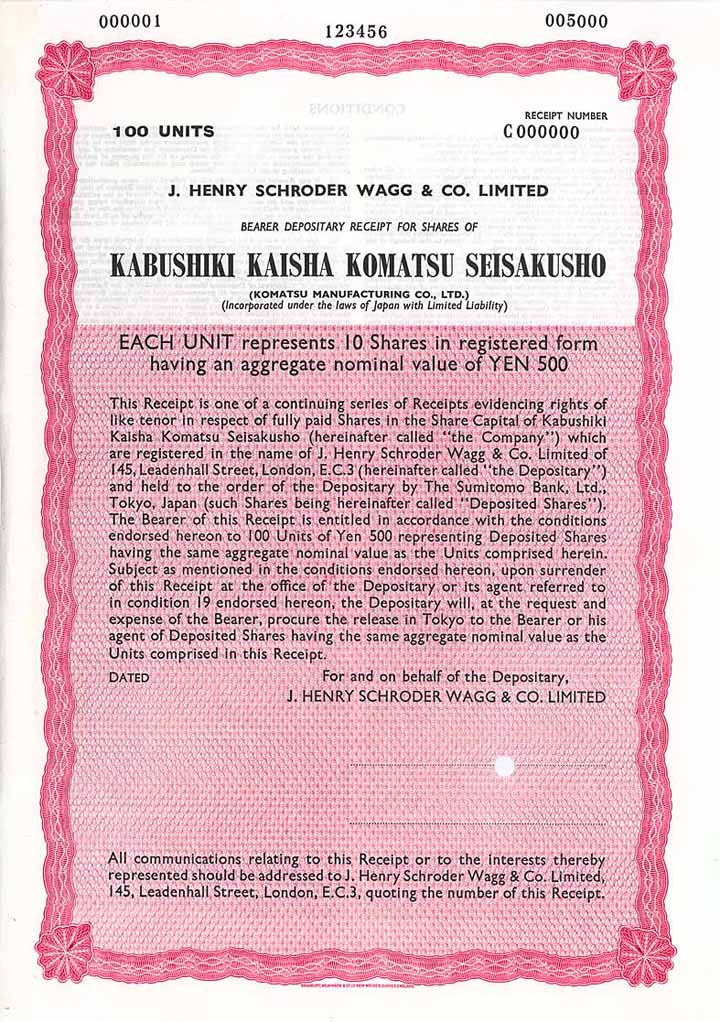 000001
123456
005000
RECEIPT NUMBER
100 UNITS
C000000
J. HENRY SCHRODER WAGG & CO. LIMITED
BEARER DEPOSITARY RECEIPT FOR SHARES OF
KABUSHIKI KAISHA KOMATSU SEISAKUSHO
(KOMATSU MANUFACTURING CO., LTD.)
(Incorporated under the laws of Japan with Limited Liability)
EACH UNIT represents 10 Shares in registered form
having an aggregate nominal value of YEN 500
This Receipt is one of a continuing series of Receipts evidencing rights of
like tenor in respect of fully paid Shares in the Share Capital of Kabushiki
Kaisha Komatsu Seisakusho (hereinafter called "the Company") which
are registered in the name of J. Henry Schroder Wagg & Co. Limited of
145, Leadenhall Street, London, E.C.3 (hereinafter called "the Depositary")
and held to the order of the Depositary by The Sumitomo Bank, Ltd.,
Tokyo, Japan (such Shares being hereinafter called "Deposited Shares").
The Bearer of this Receipt is entitled in accordance with the conditions
endorsed hereon to 100 Units of Yen 500 representing Deposited Shares
having the same aggregate nominal value as the Units comprised herein.
Subject as mentioned in the conditions endorsed hereon, upon surrender
of this Receipt at the office of the Depositary or its agent referred to
in condition 19 endorsed hereon, the Depositary will, at the request and
expense of the Bearer, procure the release in Tokyo to the Bearer or his
agent of Deposited Shares having the same aggregate nominal value as the
Units comprised in this Receipt.
DATED
For and on behalf of the Depositary,
J. HENRY SCHRODER WAGG & CO. LIMITED
All communications relating to this Receipt or to the interests thereby
represented should be addressed to J. Henry Schroder Wagg & Co. Limited,
145, Leadenhall Street, London, E.C.3, quoting the number of this Receipt.